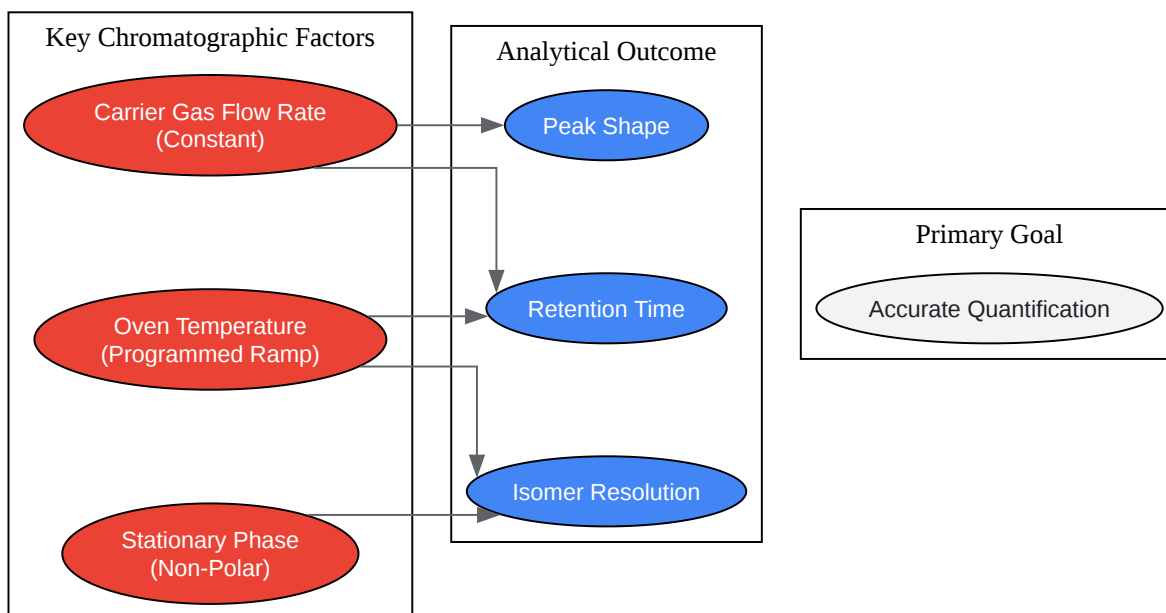 Key Chromatographic Factors
Carrier Gas Flow Rate
(Constant)
Oven Temperature
(Programmed Ramp)
Stationary Phase
(Non-Polar)
Analytical Outcome
Peak Shape
Retention Time
Isomer Resolution
Primary Goal
Accurate Quantification